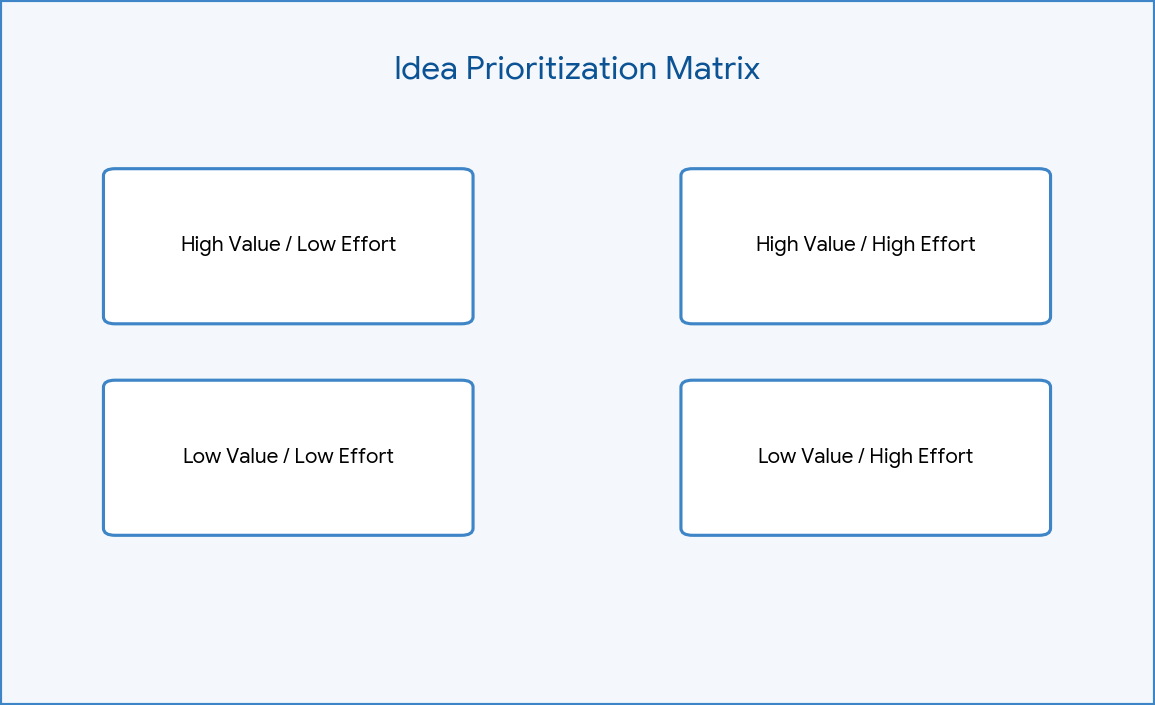 Idea Prioritization Matrix
High Value / Low Effort
High Value / High Effort
Low Value / Low Effort
Low Value / High Effort